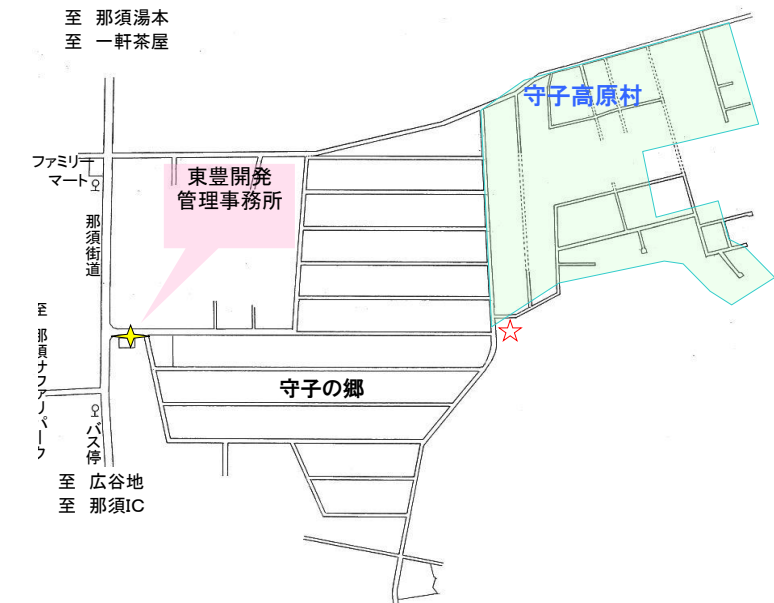 至 那須湯本
至 一軒茶屋
守子高原村
ファミリー
マート
東豊開発
管理事務所
那須街道
至 那須サファリパーク
守子の郷
バス停
至 広谷地
至 那須IC